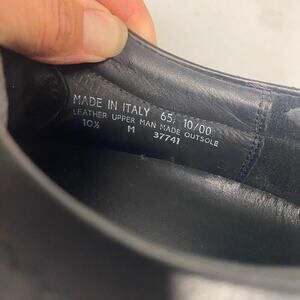 MADE IN ITALY 65, 10/00
LEATHER UPPER MAN MADE OUTSOLE
10½ M 37741